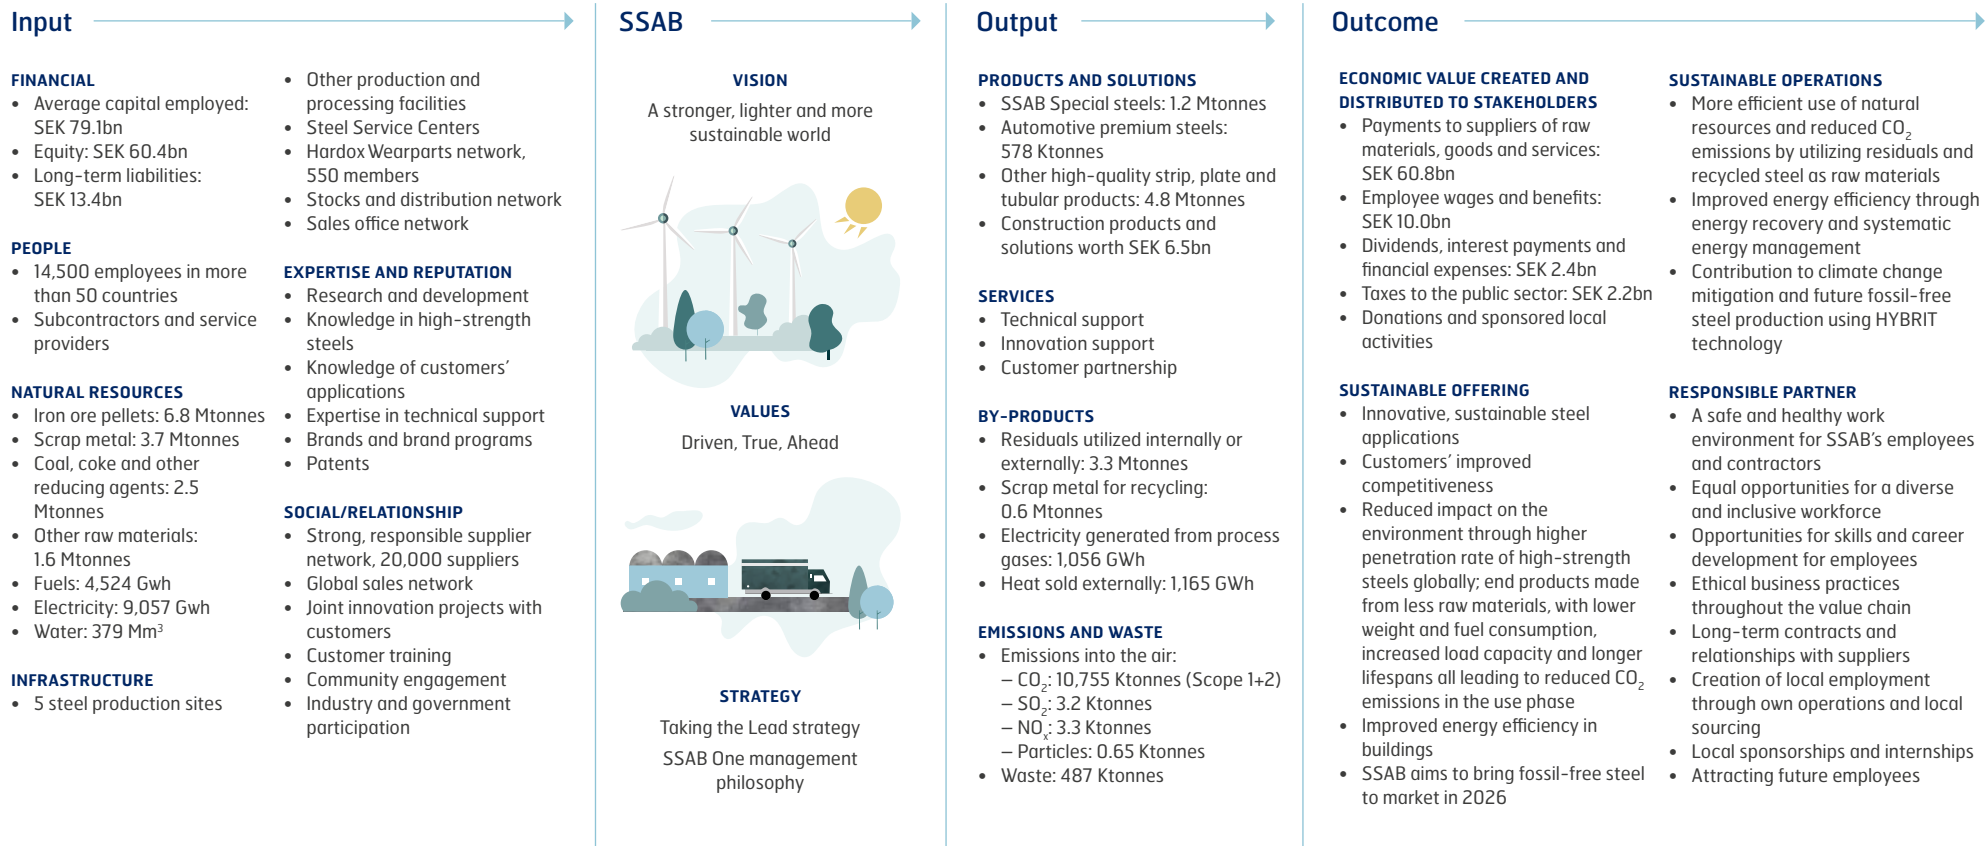 Input
FINANCIAL
• Average capital employed:
SEK 79.1bn
• Equity: SEK 60.4bn
• Long-term liabilities:
SEK 13.4bn
PEOPLE
• 14,500 employees in more
than 50 countries
• Subcontractors and service
providers
NATURAL RESOURCES
• Iron ore pellets: 6.8 Mtonnes
• Scrap metal: 3.7 Mtonnes
• Coal, coke and other
reducing agents: 2.5
Mtonnes
• Other raw materials:
1.6 Mtonnes
• Fuels: 4,524 Gwh
• Electricity: 9,057 Gwh
• Water: 379 Mm³
INFRASTRUCTURE
• 5 steel production sites
• Other production and
processing facilities
• Steel Service Centers
• Hardox Wearparts network,
550 members
• Stocks and distribution network
• Sales office network
EXPERTISE AND REPUTATION
• Research and development
• Knowledge in high-strength
steels
• Knowledge of customers’
applications
• Expertise in technical support
• Brands and brand programs
• Patents
SOCIAL/RELATIONSHIP
• Strong, responsible supplier
network, 20,000 suppliers
• Global sales network
• Joint innovation projects with
customers
• Customer training
• Community engagement
• Industry and government
participation
SSAB
VISION
A stronger, lighter and more
sustainable world
VALUES
Driven, True, Ahead
STRATEGY
Taking the Lead strategy
SSAB One management
philosophy
Output
PRODUCTS AND SOLUTIONS
• SSAB Special steels: 1.2 Mtonnes
• Automotive premium steels:
578 Ktonnes
• Other high-quality strip, plate and
tubular products: 4.8 Mtonnes
• Construction products and
solutions worth SEK 6.5bn
SERVICES
• Technical support
• Innovation support
• Customer partnership
BY-PRODUCTS
• Residuals utilized internally or
externally: 3.3 Mtonnes
• Scrap metal for recycling:
0.6 Mtonnes
• Electricity generated from process
gases: 1,056 GWh
• Heat sold externally: 1,165 GWh
EMISSIONS AND WASTE
• Emissions into the air:
– CO₂: 10,755 Ktonnes (Scope 1+2)
– SO₂: 3.2 Ktonnes
– NOₓ: 3.3 Ktonnes
– Particles: 0.65 Ktonnes
• Waste: 487 Ktonnes
Outcome
ECONOMIC VALUE CREATED AND
DISTRIBUTED TO STAKEHOLDERS
• Payments to suppliers of raw
materials, goods and services:
SEK 60.8bn
• Employee wages and benefits:
SEK 10.0bn
• Dividends, interest payments and
financial expenses: SEK 2.4bn
• Taxes to the public sector: SEK 2.2bn
• Donations and sponsored local
activities
SUSTAINABLE OFFERING
• Innovative, sustainable steel
applications
• Customers’ improved
competitiveness
• Reduced impact on the
environment through higher
penetration rate of high-strength
steels globally; end products made
from less raw materials, with lower
weight and fuel consumption,
increased load capacity and longer
lifespans all leading to reduced CO₂
emissions in the use phase
• Improved energy efficiency in
buildings
• SSAB aims to bring fossil-free steel
to market in 2026
SUSTAINABLE OPERATIONS
• More efficient use of natural
resources and reduced CO₂
emissions by utilizing residuals and
recycled steel as raw materials
• Improved energy efficiency through
energy recovery and systematic
energy management
• Contribution to climate change
mitigation and future fossil-free
steel production using HYBRIT
technology
RESPONSIBLE PARTNER
• A safe and healthy work
environment for SSAB’s employees
and contractors
• Equal opportunities for a diverse
and inclusive workforce
• Opportunities for skills and career
development for employees
• Ethical business practices
throughout the value chain
• Long-term contracts and
relationships with suppliers
• Creation of local employment
through own operations and local
sourcing
• Local sponsorships and internships
• Attracting future employees